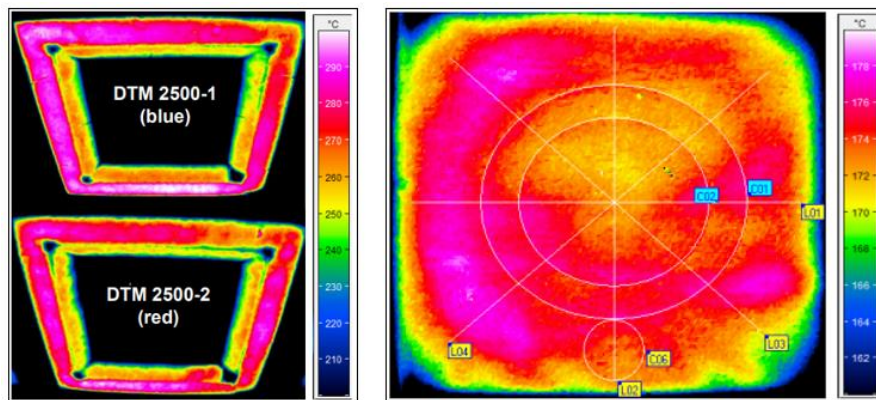 °C
DTM 2500-1
(blue)
290
280
270
260
250
240
230
220
210
DTM 2500-2
(red)
°C
178
176
174
172
170
168
166
164
162
C02
C01
L01
L04
L03
C06
L02